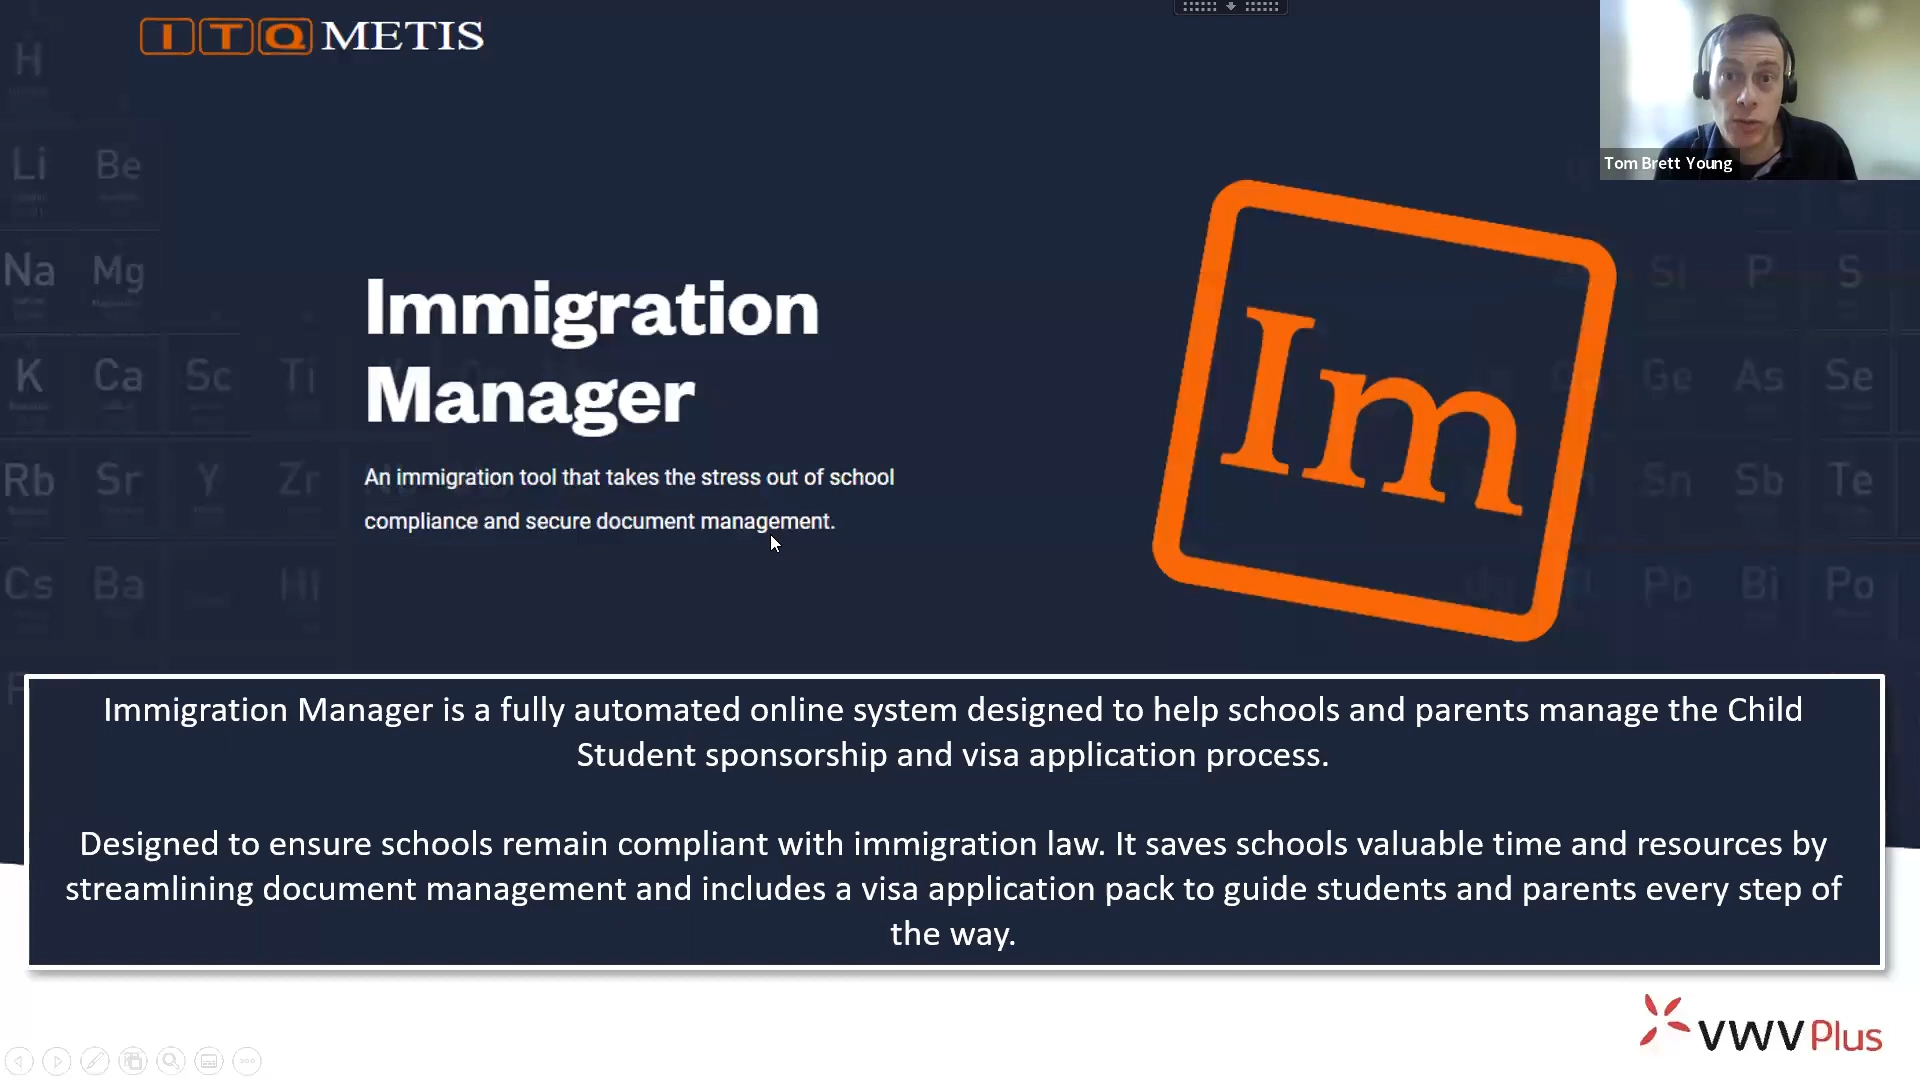 ITQ METIS
Tom Brett Young
H
Li Be
Na Mg
Si P S
K Ca Sc Ti
Ge As Se
Rb Sr Y Zr
Sn Sb Te
Cs Ba Hf
Pb Bi Po
Immigration
Manager
An immigration tool that takes the stress out of school
compliance and secure document management.
Im
Immigration Manager is a fully automated online system designed to help schools and parents manage the Child
Student sponsorship and visa application process.
Designed to ensure schools remain compliant with immigration law. It saves schools valuable time and resources by
streamlining document management and includes a visa application pack to guide students and parents every step of
the way.
VWV Plus